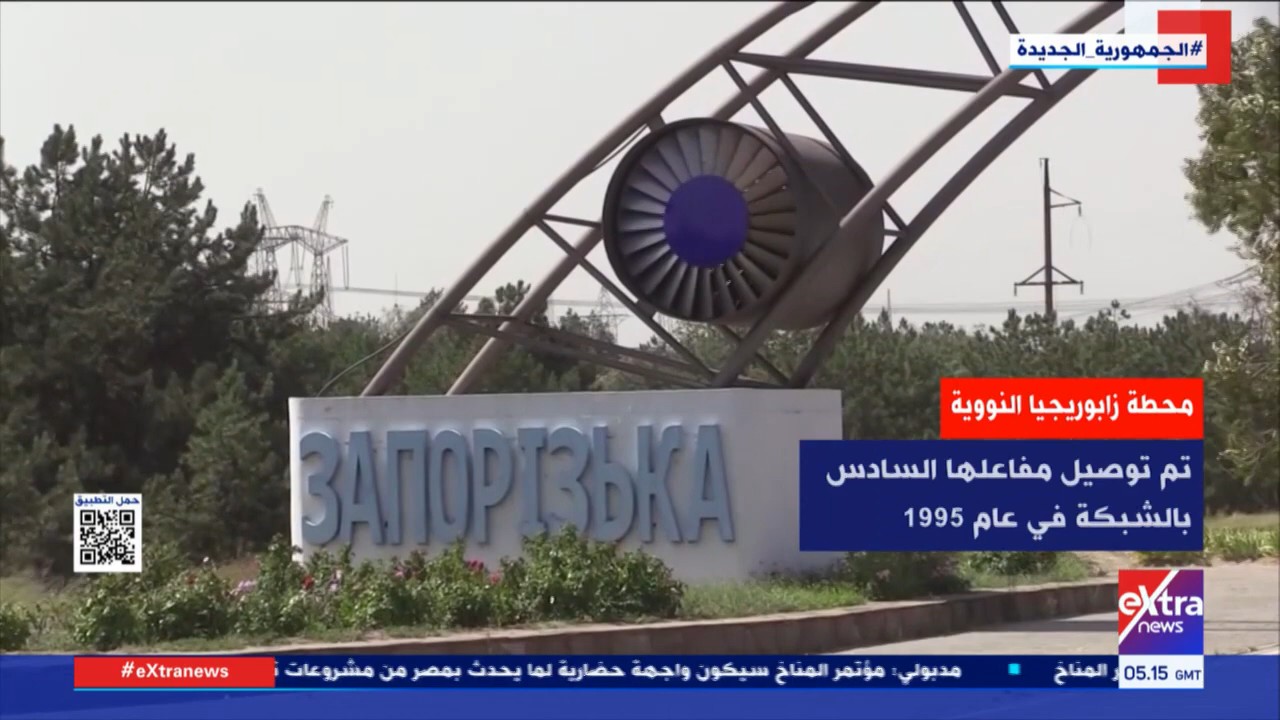 #الجمهورية_الجديدة
محطة زابوريجيا النووية
ЗАПОРІЗЬКА
تم توصيل مفاعلها السادس
بالشبكة في عام 1995
حمل التطبيق
eXtra
news
#eXtranews
ر المناخ ■ مدبولي: مؤتمر المناخ سيكون واجهة حضارية لما يحدث بمصر من مشروعات
05.15 GMT